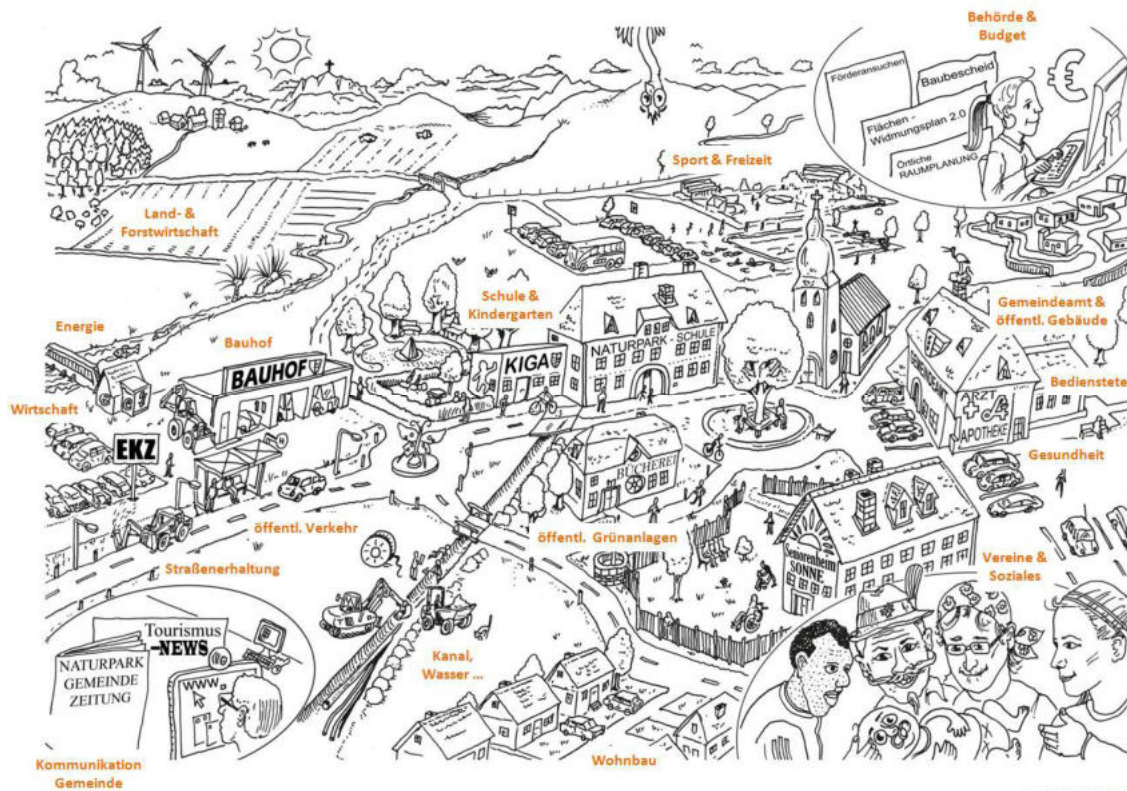 Behörde &
Budget
Förderansuchen
Baubescheid
€
Flächen -
Widmungsplan 2.0
Örtliche
RAUMPLANUNG
Sport & Freizeit
Land- &
Forstwirtschaft
Schule &
Kindergarten
Gemeindeamt &
öffentl. Gebäude
Energie
Bauhof
NATURPARK - SCHULE
KIGA
BAUHOF
GEMEINDEAMT
Bedienstete
ARZT
APOTHEKE
Wirtschaft
EKZ
BÜCHEREI
Gesundheit
öffentl. Verkehr
öffentl. Grünanlagen
Seniorenheim
SONNE
Vereine &
Soziales
Straßenerhaltung
Tourismus
-NEWS
NATURPARK
GEMEINDE
ZEITUNG
WWW.
Kanal,
Wasser ...
Wohnbau
Kommunikation
Gemeinde